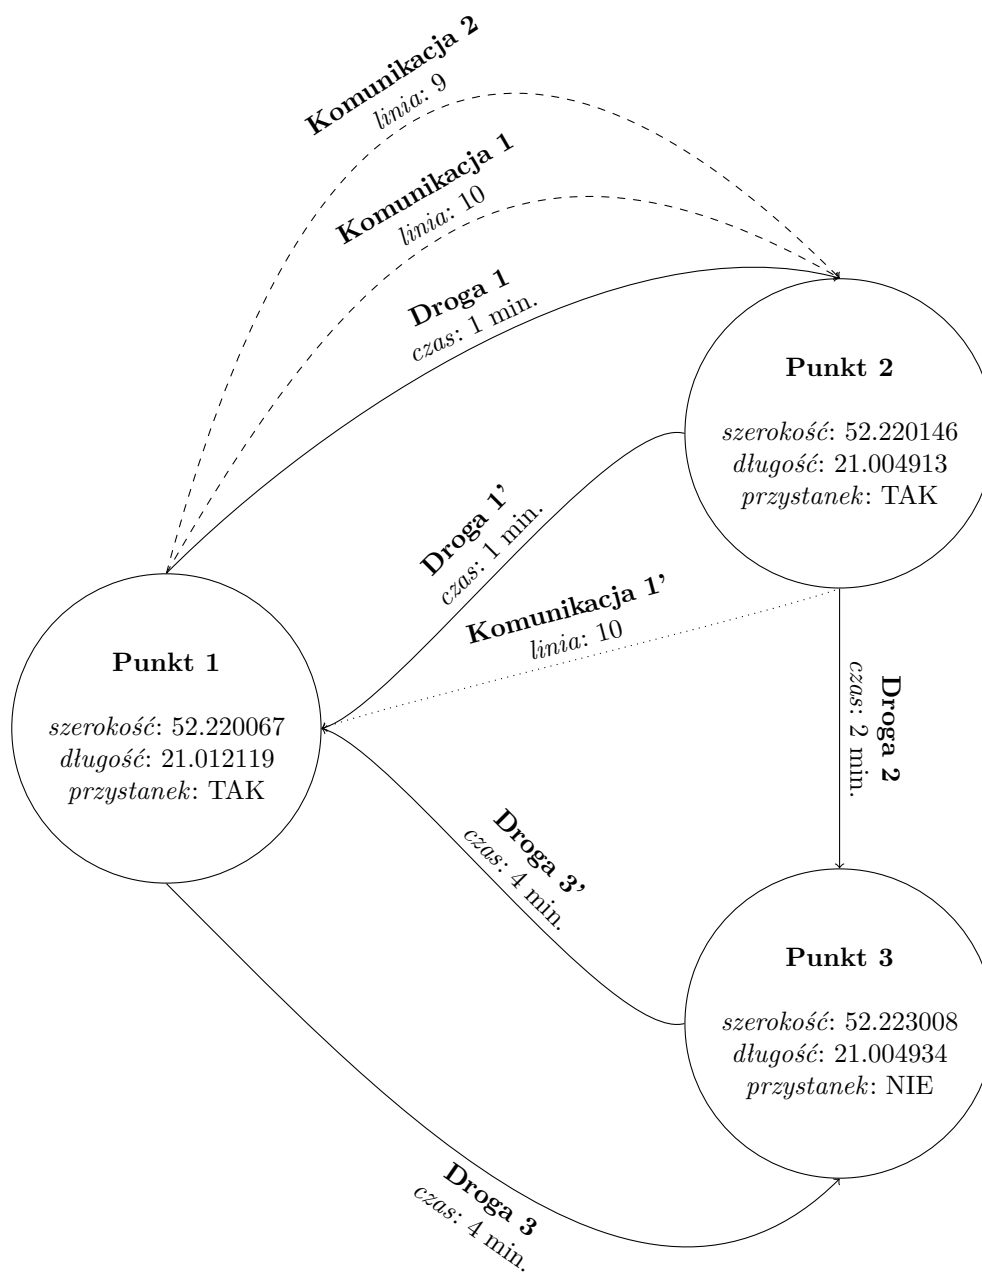 Komunikacja 2
linia: 9
Komunikacja 1
linia: 10
Droga 1
czas: 1 min.
Punkt 2
szerokość: 52.220146
długość: 21.004913
przystanek: TAK
Droga 1'
czas: 1 min.
Komunikacja 1'
linia: 10
Punkt 1
szerokość: 52.220067
długość: 21.012119
przystanek: TAK
Droga 2
czas: 2 min.
Droga 3'
czas: 4 min.
Punkt 3
szerokość: 52.223008
długość: 21.004934
przystanek: NIE
Droga 3
czas: 4 min.